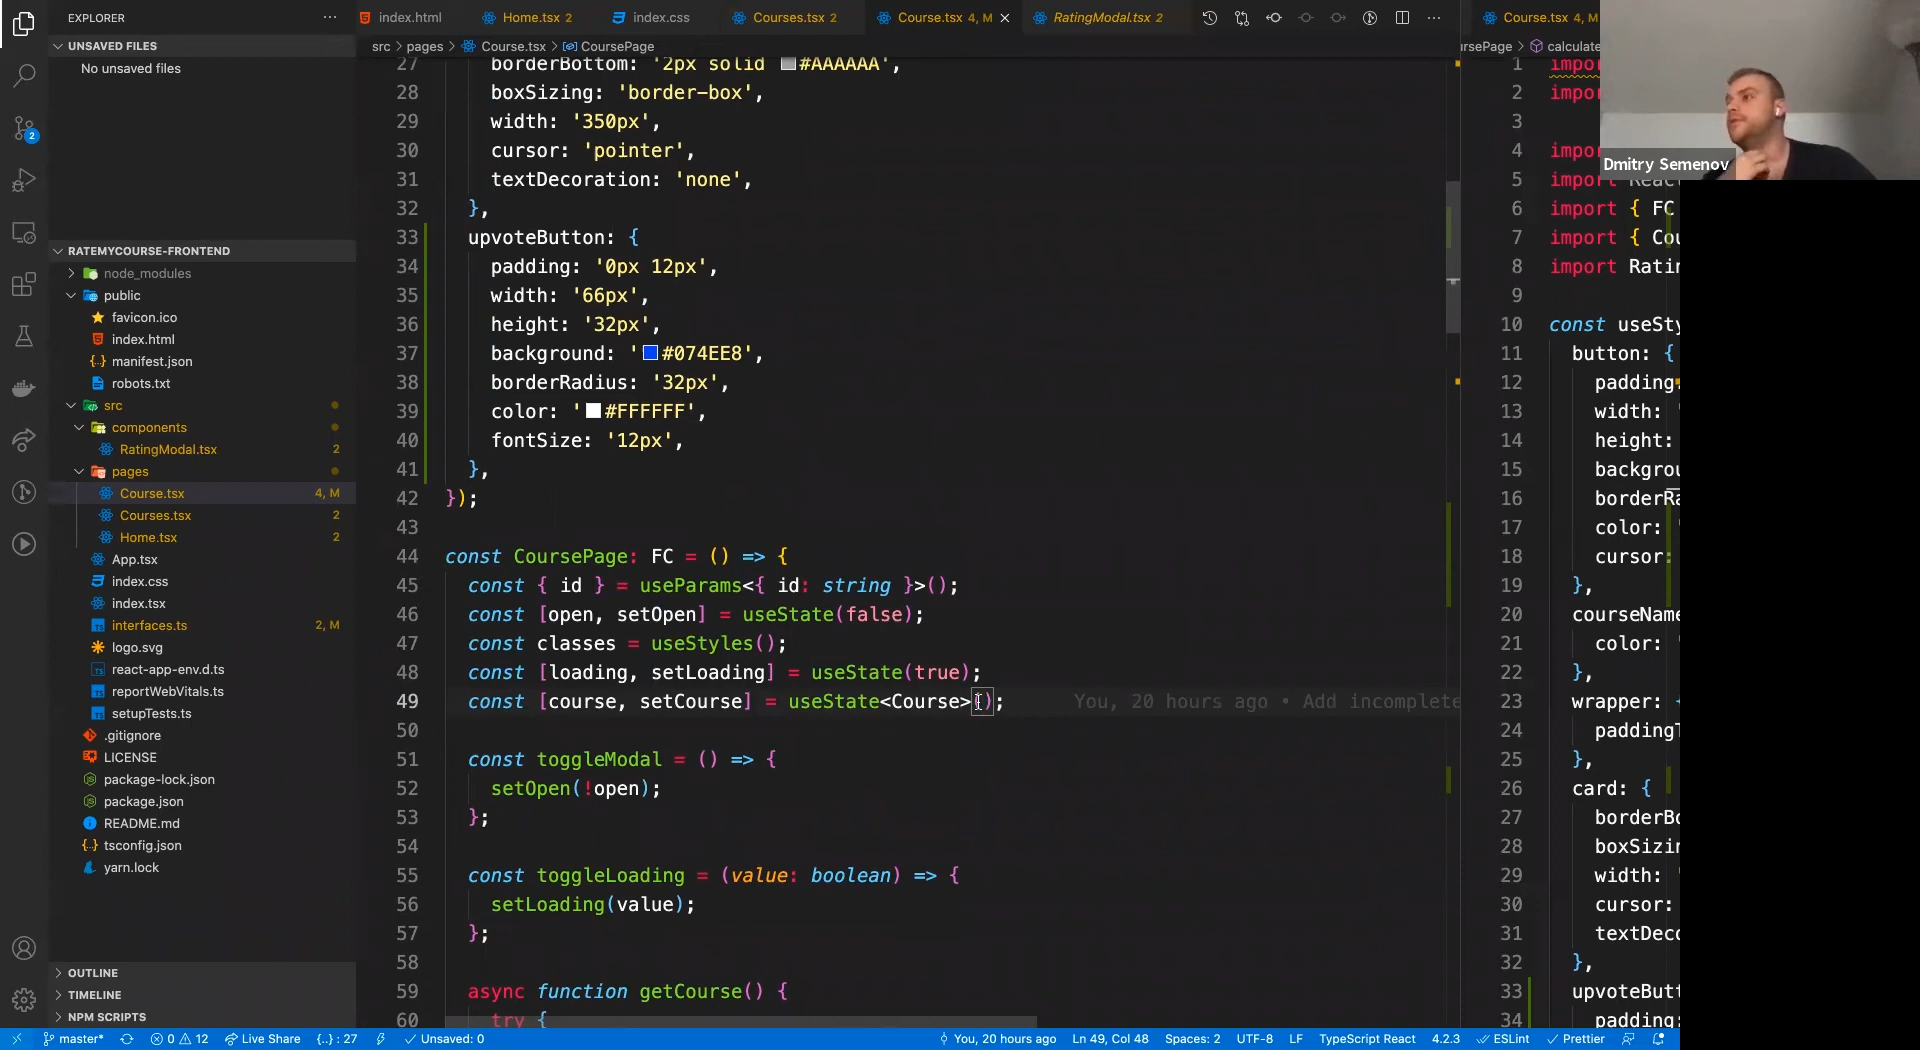 EXPLORER
UNSAVED FILES
No unsaved files
RATEMYCOURSE-FRONTEND
node_modules
public
favicon.ico
index.html
manifest.json
robots.txt
src
components
RatingModal.tsx 2
pages
Course.tsx 4, M
Courses.tsx 2
Home.tsx 2
App.tsx
index.css
index.tsx
interfaces.ts 2, M
logo.svg
react-app-env.d.ts
reportWebVitals.ts
setupTests.ts
.gitignore
LICENSE
package-lock.json
package.json
README.md
tsconfig.json
yarn.lock
OUTLINE
TIMELINE
NPM SCRIPTS
2
index.html Home.tsx 2 index.css Courses.tsx 2 Course.tsx 4, M RatingModal.tsx 2
src > pages > Course.tsx > CoursePage
27 borderBottom: '2px solid #AAAAAA',
28 boxSizing: 'border-box',
29 width: '350px',
30 cursor: 'pointer',
31 textDecoration: 'none',
32 },
33 upvoteButton: {
34 padding: '0px 12px',
35 width: '66px',
36 height: '32px',
37 background: '#074EE8',
38 borderRadius: '32px',
39 color: '#FFFFFF',
40 fontSize: '12px',
41 },
42 });
43
44 const CoursePage: FC = () => {
45 const { id } = useParams<{ id: string }>();
46 const [open, setOpen] = useState(false);
47 const classes = useStyles();
48 const [loading, setLoading] = useState(true);
49 const [course, setCourse] = useState<Course>(); You, 20 hours ago • Add incomplete
50
51 const toggleModal = () => {
52 setOpen(!open);
53 };
54
55 const toggleLoading = (value: boolean) => {
56 setLoading(value);
57 };
58
59 async function getCourse() {
60 try {
Course.tsx 4, M
rsePage > calculate
1 impor
2 impor
3
4 impor
5 import React
6 import { FC
7 import { Cou
8 import Ratin
9
10 const useSty
11 button: {
12 padding:
13 width: '
14 height:
15 backgrou
16 borderRa
17 color: '
18 cursor:
19 },
20 courseName
21 color: '
22 },
23 wrapper: {
24 paddingT
25 },
26 card: {
27 borderBo
28 boxSizin
29 width: '
30 cursor:
31 textDeco
32 },
33 upvoteButt
34 padding:
Dmitry Semenov
master* 0 12 Live Share {..} : 27 Unsaved: 0 You, 20 hours ago Ln 49, Col 48 Spaces: 2 UTF-8 LF TypeScript React 4.2.3 ESLint Prettier